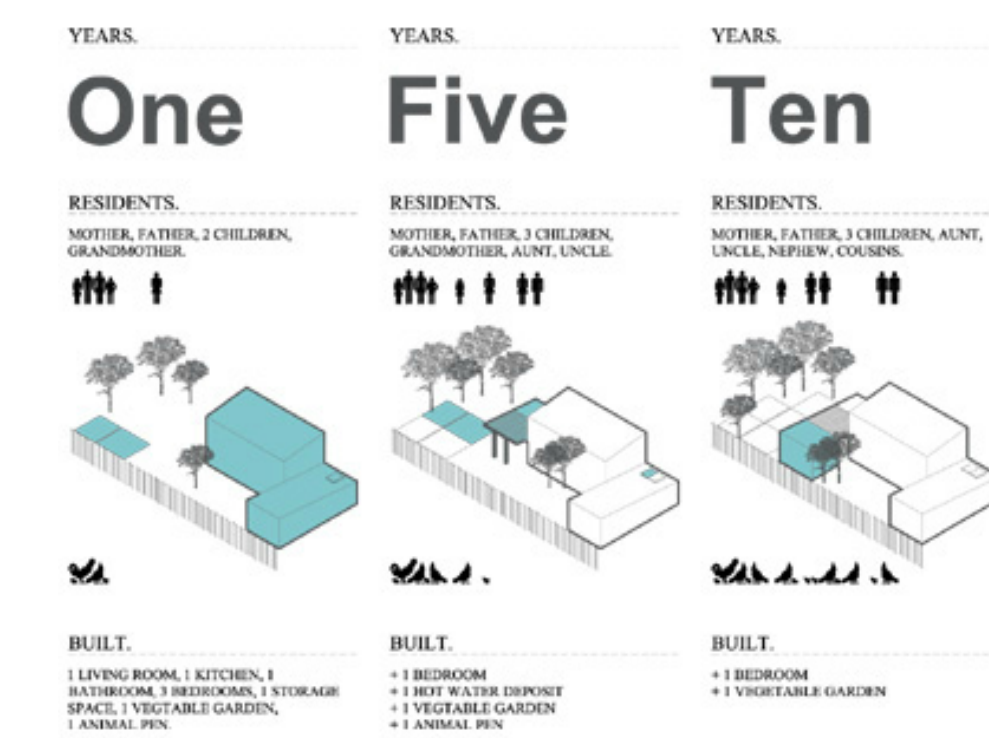 YEARS.
One
RESIDENTS.
MOTHER, FATHER, 2 CHILDREN,
GRANDMOTHER.
BUILT.
1 LIVING ROOM, 1 KITCHEN, 1
BATHROOM, 3 BEDROOMS, 1 STORAGE
SPACE, 1 VEGTABLE GARDEN,
1 ANIMAL PEN.
YEARS.
Five
RESIDENTS.
MOTHER, FATHER, 3 CHILDREN,
GRANDMOTHER, AUNT, UNCLE.
BUILT.
+ 1 BEDROOM
+ 1 HOT WATER DEPOSIT
+ 1 VEGTABLE GARDEN
+ 1 ANIMAL PEN
YEARS.
Ten
RESIDENTS.
MOTHER, FATHER, 3 CHILDREN, AUNT,
UNCLE, NEPHEW, COUSINS.
BUILT.
+ 1 BEDROOM
+ 1 VEGETABLE GARDEN